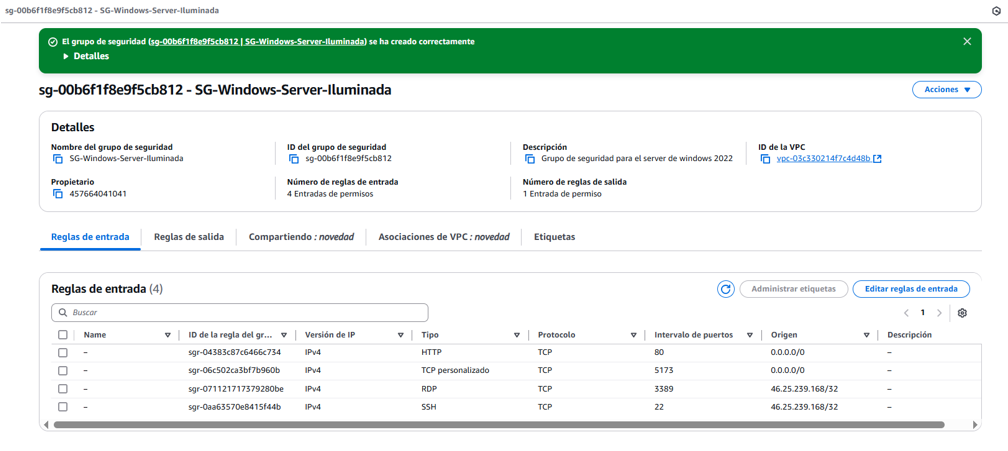 sg-00b6f1f8e9f5cb812 - SG-Windows-Server-Iluminada
El grupo de seguridad (sg-00b6f1f8e9f5cb812 | SG-Windows-Server-Iluminada) se ha creado correctamente
Detalles
sg-00b6f1f8e9f5cb812 - SG-Windows-Server-Iluminada
Acciones
Detalles
Nombre del grupo de seguridad
SG-Windows-Server-Iluminada
ID del grupo de seguridad
sg-00b6f1f8e9f5cb812
Descripción
Grupo de seguridad para el server de windows 2022
ID de la VPC
vpc-03c330214f7c4d48b
Propietario
457664041041
Número de reglas de entrada
4 Entradas de permisos
Número de reglas de salida
1 Entrada de permiso
Reglas de entrada Reglas de salida Compartiendo : novedad Asociaciones de VPC : novedad Etiquetas
Reglas de entrada (4)
Administrar etiquetas
Editar reglas de entrada
Buscar
1
Name ID de la regla del gr... Versión de IP Tipo Protocolo Intervalo de puertos Origen Descripción
– sgr-04383c87c6466c734 IPv4 HTTP TCP 80 0.0.0.0/0 –
– sgr-06c502ca3bf7b960b IPv4 TCP personalizado TCP 5173 0.0.0.0/0 –
– sgr-071121717379280be IPv4 RDP TCP 3389 46.25.239.168/32 –
– sgr-0aa63570e8415f44b IPv4 SSH TCP 22 46.25.239.168/32 –